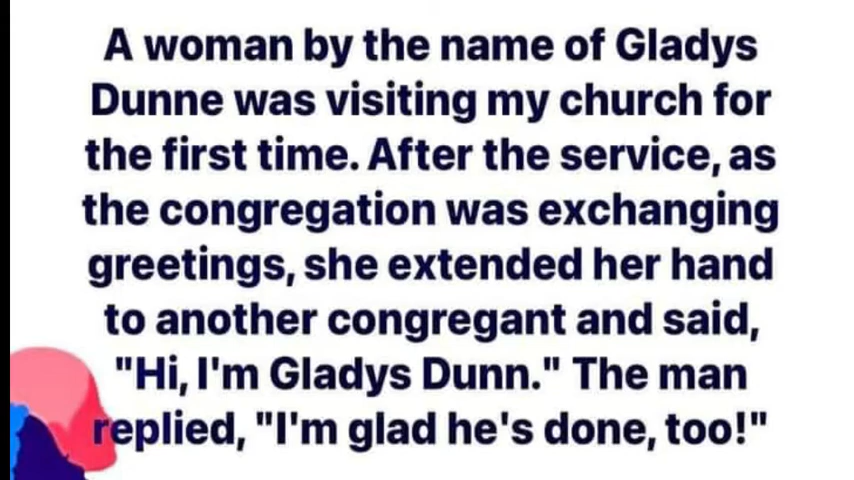 A woman by the name of Gladys
Dunne was visiting my church for
the first time. After the service, as
the congregation was exchanging
greetings, she extended her hand
to another congregant and said,
"Hi, I'm Gladys Dunn." The man
replied, "I'm glad he's done, too!"